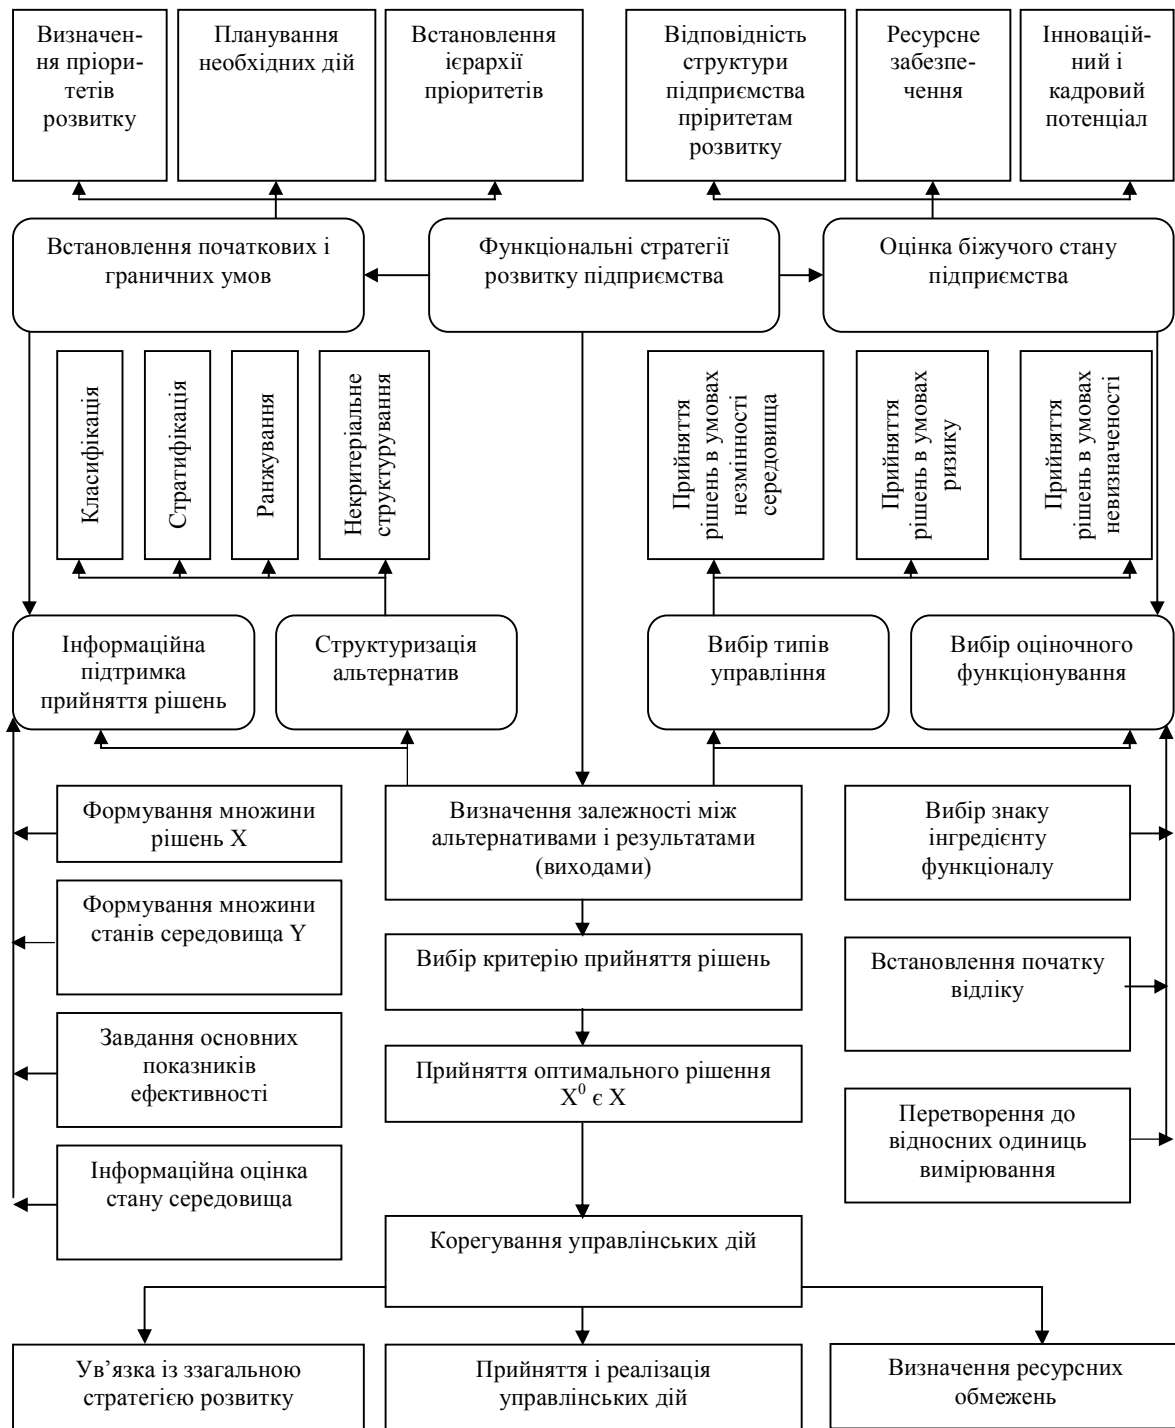 Визначен-
ня пріори-
тетів
розвитку
Планування
необхідних дій
Встановлення
ієрархії
пріоритетів
Відповідність
структури
підприємства
пріритетам
розвитку
Ресурсне
забезпе-
чення
Інноваций-
ний і
кадровий
потенціал
Встановлення початкових і
граничних умов
Функціональні стратегії
розвитку підприємства
Оцінка біжучого стану
підприємства
Класифікація
Стратифікація
Ранжування
Некритеріальне
структурування
Прийняття
рішень в умовах
незмінності
середовища
Прийняття
рішень в умовах
ризику
Прийняття
рішень в умовах
невизначеності
Інформаційна
підтримка
прийняття рішень
Структуризація
альтернатив
Вибір типів
управління
Вибір оціночного
функціонування
Формування множини
рішень X
Визначення залежності між
альтернативами і результатами
(виходами)
Вибір знаку
інгредієнту
функціоналу
Формування множини
станів середовища Y
Вибір критерію прийняття рішень
Встановлення початку
відліку
Завдання основних
показників
ефективності
Прийняття оптимального рішення
X⁰ є X
Перетворення до
відносних одиниць
вимірювання
Інформаційна оцінка
стану середовища
Корегування управлінських дій
Ув’язка із ззагальною
стратегією розвитку
Прийняття і реалізація
управлінських дій
Визначення ресурсних
обмежень